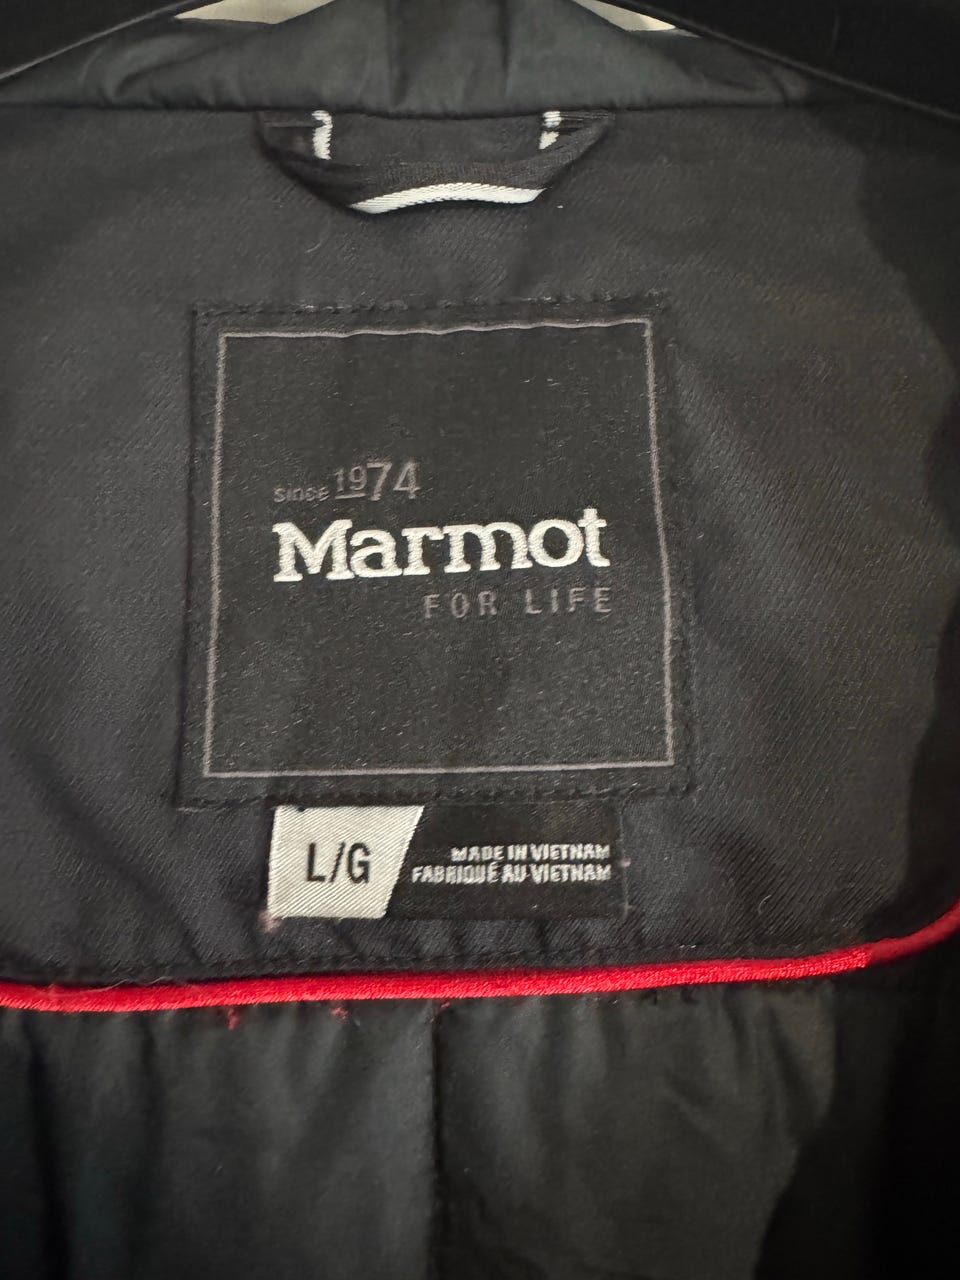 since 1974
Marmot
FOR LIFE
L/G
MADE IN VIETNAM
FABRIQUÉ AU VIETNAM